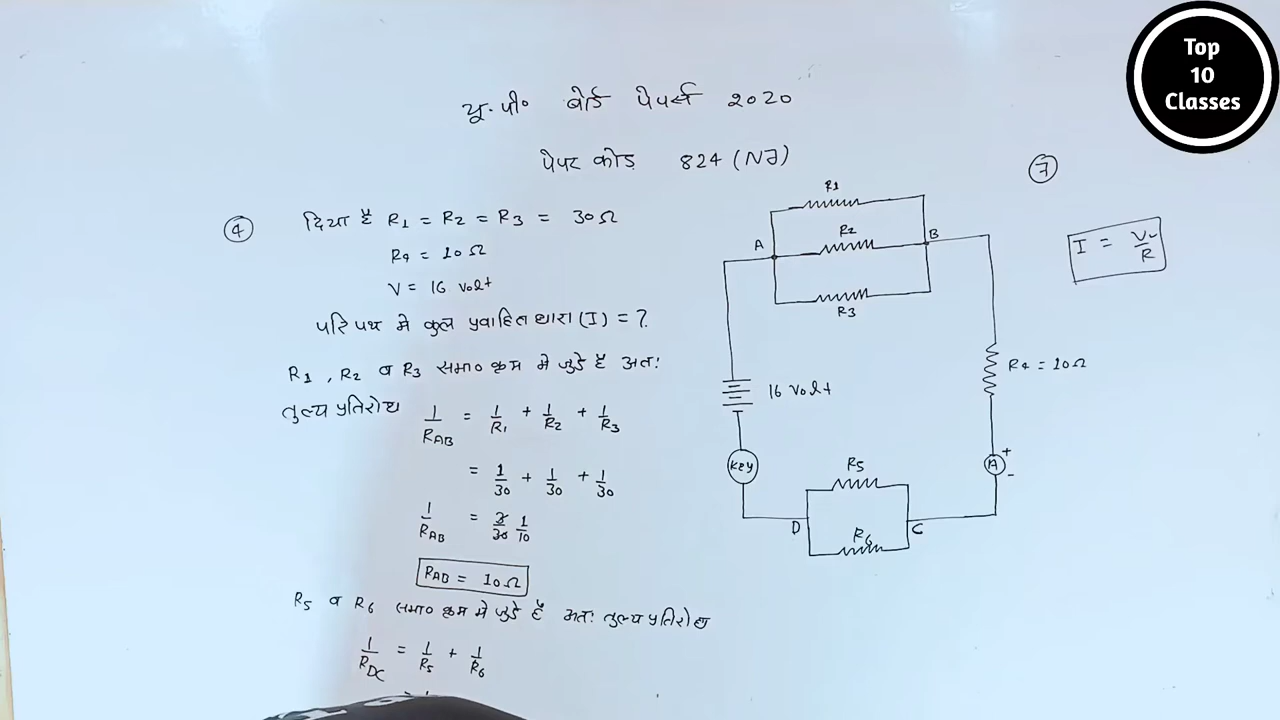 Top
10
Classes
यू॰ पी॰ बोर्ड पेपर्स 2020
पेपर कोड़ 824 (NJ)
④ दिया है R1 = R2 = R3 = 30Ω
R4 = 10Ω
V = 16 volt
परिपथ मे कुल प्रवाहित धारा (I) = ?
R1 , R2 व R3 समा० क्रम मे जुड़े है अतः
तुल्य प्रतिरोध 1/RAB = 1/R1 + 1/R2 + 1/R3
= 1/30 + 1/30 + 1/30
1/RAB = 3/30 1/10
RAB = 10Ω
R5 व R6 समा० क्रम मे जुड़े है अतः तुल्य प्रतिरोध
1/RDC = 1/R5 + 1/R6
R1
R2
R3
A
B
16 volt
R4 = 10Ω
Key
A
+
-
R5
R6
D
C
⑦
I = V/R